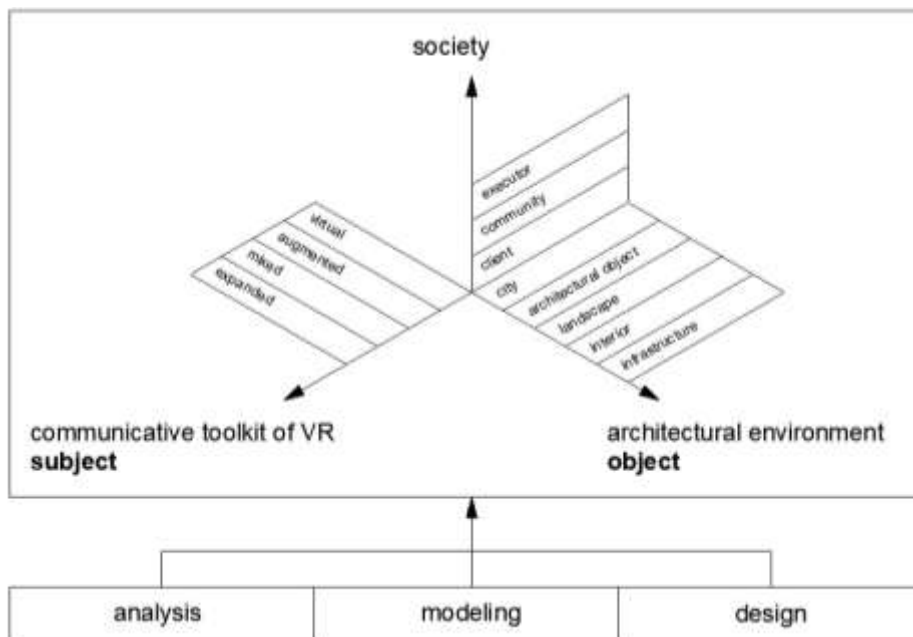 society
executor
community
client
city
architectural object
landscape
interior
infrastructure
virtual
augmented
mixed
expanded
communicative toolkit of VR
subject
architectural environment
object
analysis
modeling
design